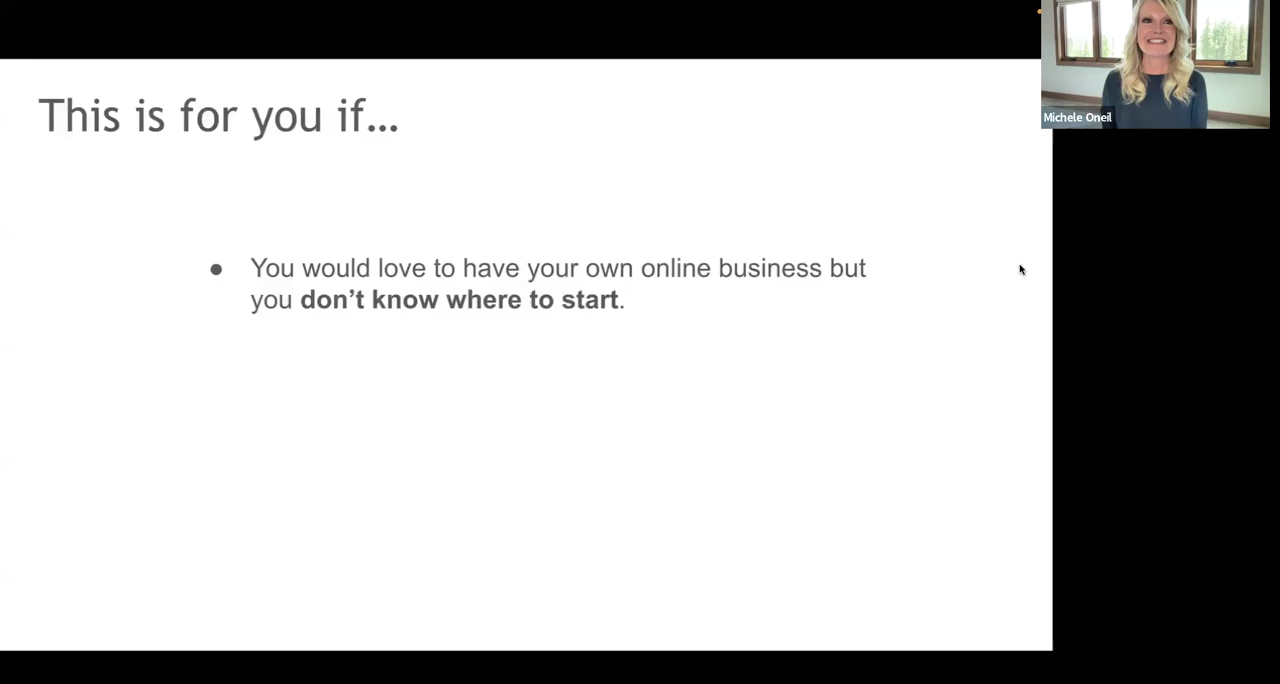 This is for you if…
● You would love to have your own online business but
you don’t know where to start.
Michele Oneil